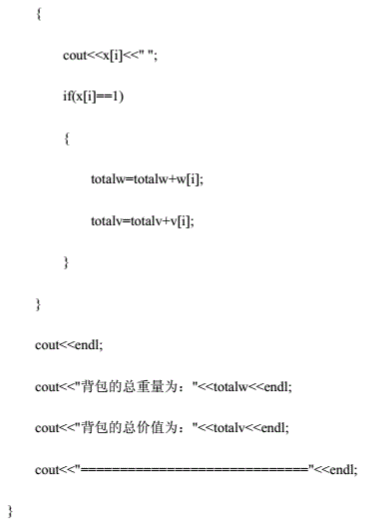 {
cout<<x[i]<<" ";
if(x[i]==1)
{
totalw=totalw+w[i];
totalv=totalv+v[i];
}
}
cout<<endl;
cout<<"背包的总重量为："<<totalw<<endl;
cout<<"背包的总价值为："<<totalv<<endl;
cout<<"============================="<<endl;
}